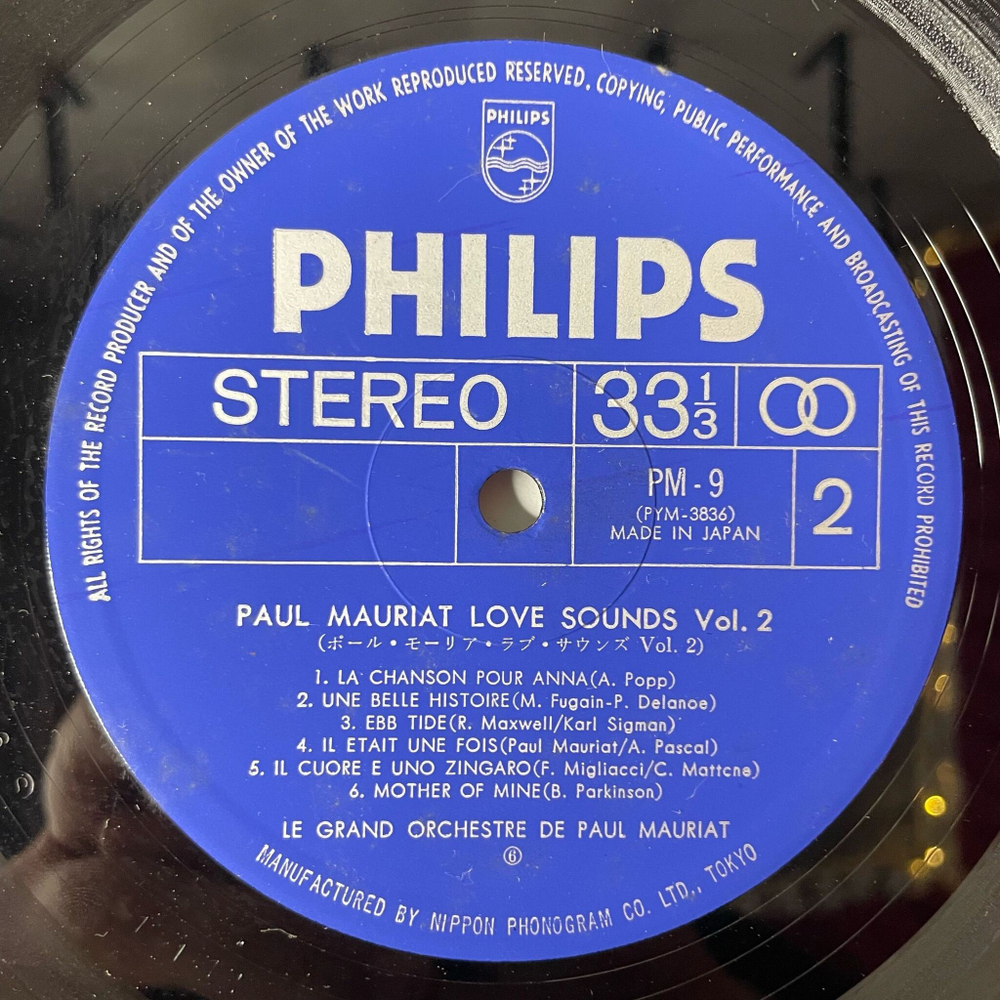 ALL RIGHTS OF THE RECORD PRODUCER AND OF THE OWNER OF THE WORK REPRODUCED RESERVED. COPYING, PUBLIC PERFORMANCE AND BROADCASTING OF THIS RECORD PROHIBITED
PHILIPS
PHILIPS
STEREO 33 1/3
PM-9
(PYM-3836)
MADE IN JAPAN
2
PAUL MAURIAT LOVE SOUNDS Vol. 2
(ポール・モーリア・ラブ・サウンズ Vol. 2)
1. LA CHANSON POUR ANNA(A. Popp)
2. UNE BELLE HISTOIRE(M. Fugain-P. Delanoe)
3. EBB TIDE(R. Maxwell/Karl Sigman)
4. IL ETAIT UNE FOIS(Paul Mauriat/A. Pascal)
5. IL CUORE E UNO ZINGARO(F. Migliacci/C. Mattcne)
6. MOTHER OF MINE(B. Parkinson)
LE GRAND ORCHESTRE DE PAUL MAURIAT
⑥
MANUFACTURED BY NIPPON PHONOGRAM CO. LTD., TOKYO